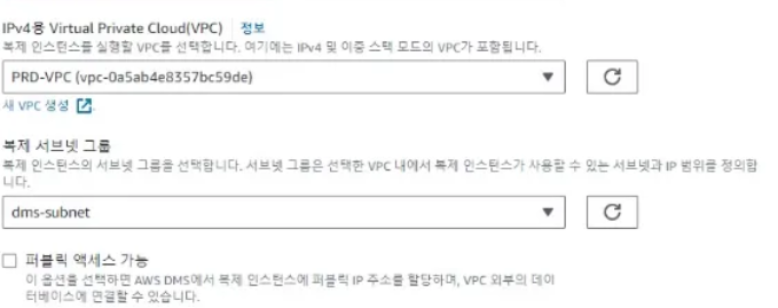 IPv4용 Virtual Private Cloud(VPC) 정보
복제 인스턴스를 실행할 VPC를 선택합니다. 여기에는 IPv4 및 이중 스택 모드의 VPC가 포함됩니다.
PRD-VPC (vpc-0a5ab4e8357bc59de)
새 VPC 생성
복제 서브넷 그룹
복제 인스턴스의 서브넷 그룹을 선택합니다. 서브넷 그룹은 선택한 VPC 내에서 복제 인스턴스가 사용할 수 있는 서브넷과 IP 범위를 정의합
니다.
dms-subnet
퍼블릭 액세스 가능
이 옵션을 선택하면 AWS DMS에서 복제 인스턴스에 퍼블릭 IP 주소를 할당하며, VPC 외부의 데이
터베이스에 연결할 수 있습니다.